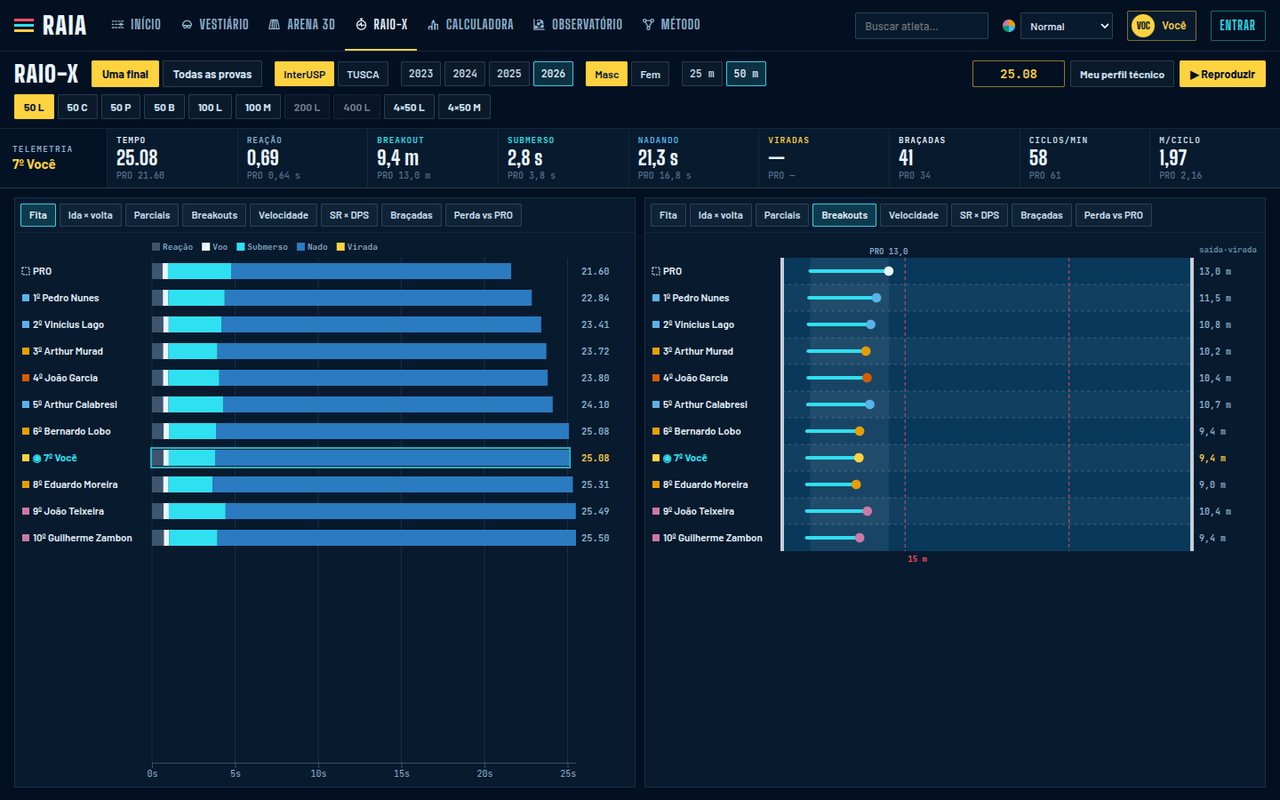 RAIA INÍCIO VESTIÁRIO ARENA 3D RAIO-X CALCULADORA OBSERVATÓRIO MÉTODO Buscar atleta... Normal VOC Você ENTRAR
RAIO-X Uma final Todas as provas InterUSP TUSCA 2023 2024 2025 2026 Masc Fem 25 m 50 m 25.08 Meu perfil técnico ▶ Reproduzir
50 L 50 C 50 P 50 B 100 L 100 M 200 L 400 L 4×50 L 4×50 M
TELEMETRIA
7º Você
TEMPO
25.08
PRO 21.60
REAÇÃO
0,69
PRO 0,64 s
BREAKOUT
9,4 m
PRO 13,0 m
SUBMERSO
2,8 s
PRO 3,8 s
NADANDO
21,3 s
PRO 16,8 s
VIRADAS
—
PRO —
BRAÇADAS
41
PRO 34
CICLOS/MIN
58
PRO 61
M/CICLO
1,97
PRO 2,16
Fita Ida × volta Parciais Breakouts Velocidade SR × DPS Braçadas Perda vs PRO
Reação Voo Submerso Nado Virada
PRO 21.60
1º Pedro Nunes 22.84
2º Vinícius Lago 23.41
3º Arthur Murad 23.72
4º João Garcia 23.80
5º Arthur Calabresi 24.10
6º Bernardo Lobo 25.08
◉ 7º Você 25.08
8º Eduardo Moreira 25.31
9º João Teixeira 25.49
10º Guilherme Zambon 25.50
0s 5s 10s 15s 20s 25s
Fita Ida × volta Parciais Breakouts Velocidade SR × DPS Braçadas Perda vs PRO
PRO 13,0 saída·virada
PRO 13,0 m
1º Pedro Nunes 11,5 m
2º Vinícius Lago 10,8 m
3º Arthur Murad 10,2 m
4º João Garcia 10,4 m
5º Arthur Calabresi 10,7 m
6º Bernardo Lobo 9,4 m
◉ 7º Você 9,4 m
8º Eduardo Moreira 9,0 m
9º João Teixeira 10,4 m
10º Guilherme Zambon 9,4 m
15 m